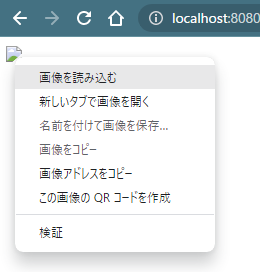 localhost:8080
画像を読み込む
新しいタブで画像を開く
名前を付けて画像を保存...
画像をコピー
画像アドレスをコピー
この画像の QR コードを作成
検証